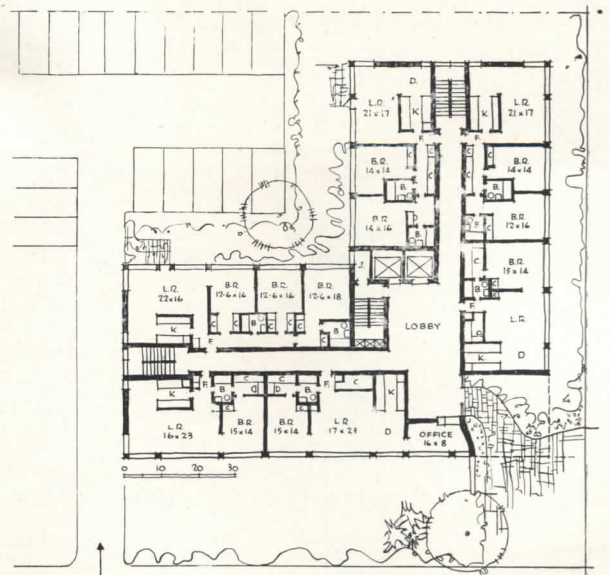 D.
L.R.
21 x 17
K
F.
K
F.
L.R.
21 x 17
B.R.
14 x 14
C
C
C
C
B.R.
14 x 14
B.
B.
B.R.
14 x 16
D
B.
F.
C
B.R.
12 x 16
J.
C
B.R.
15 x 14
B.
C
C
L.R.
22 x 16
B.R.
12-6 x 16
B.R.
12-6 x 16
B.R.
12-6 x 18
C
C
B
C
C
C
B.
K
F.
C
LOBBY
F.
D
L.R.
K.
D
K
F.
B
C
C
D
C
D
B
C
F.
C
K
L.R.
16 x 23
B.R.
15 x 14
B.R.
15 x 14
L.R.
17 x 23
D
OFFICE
16 x 8
0 10 20 30